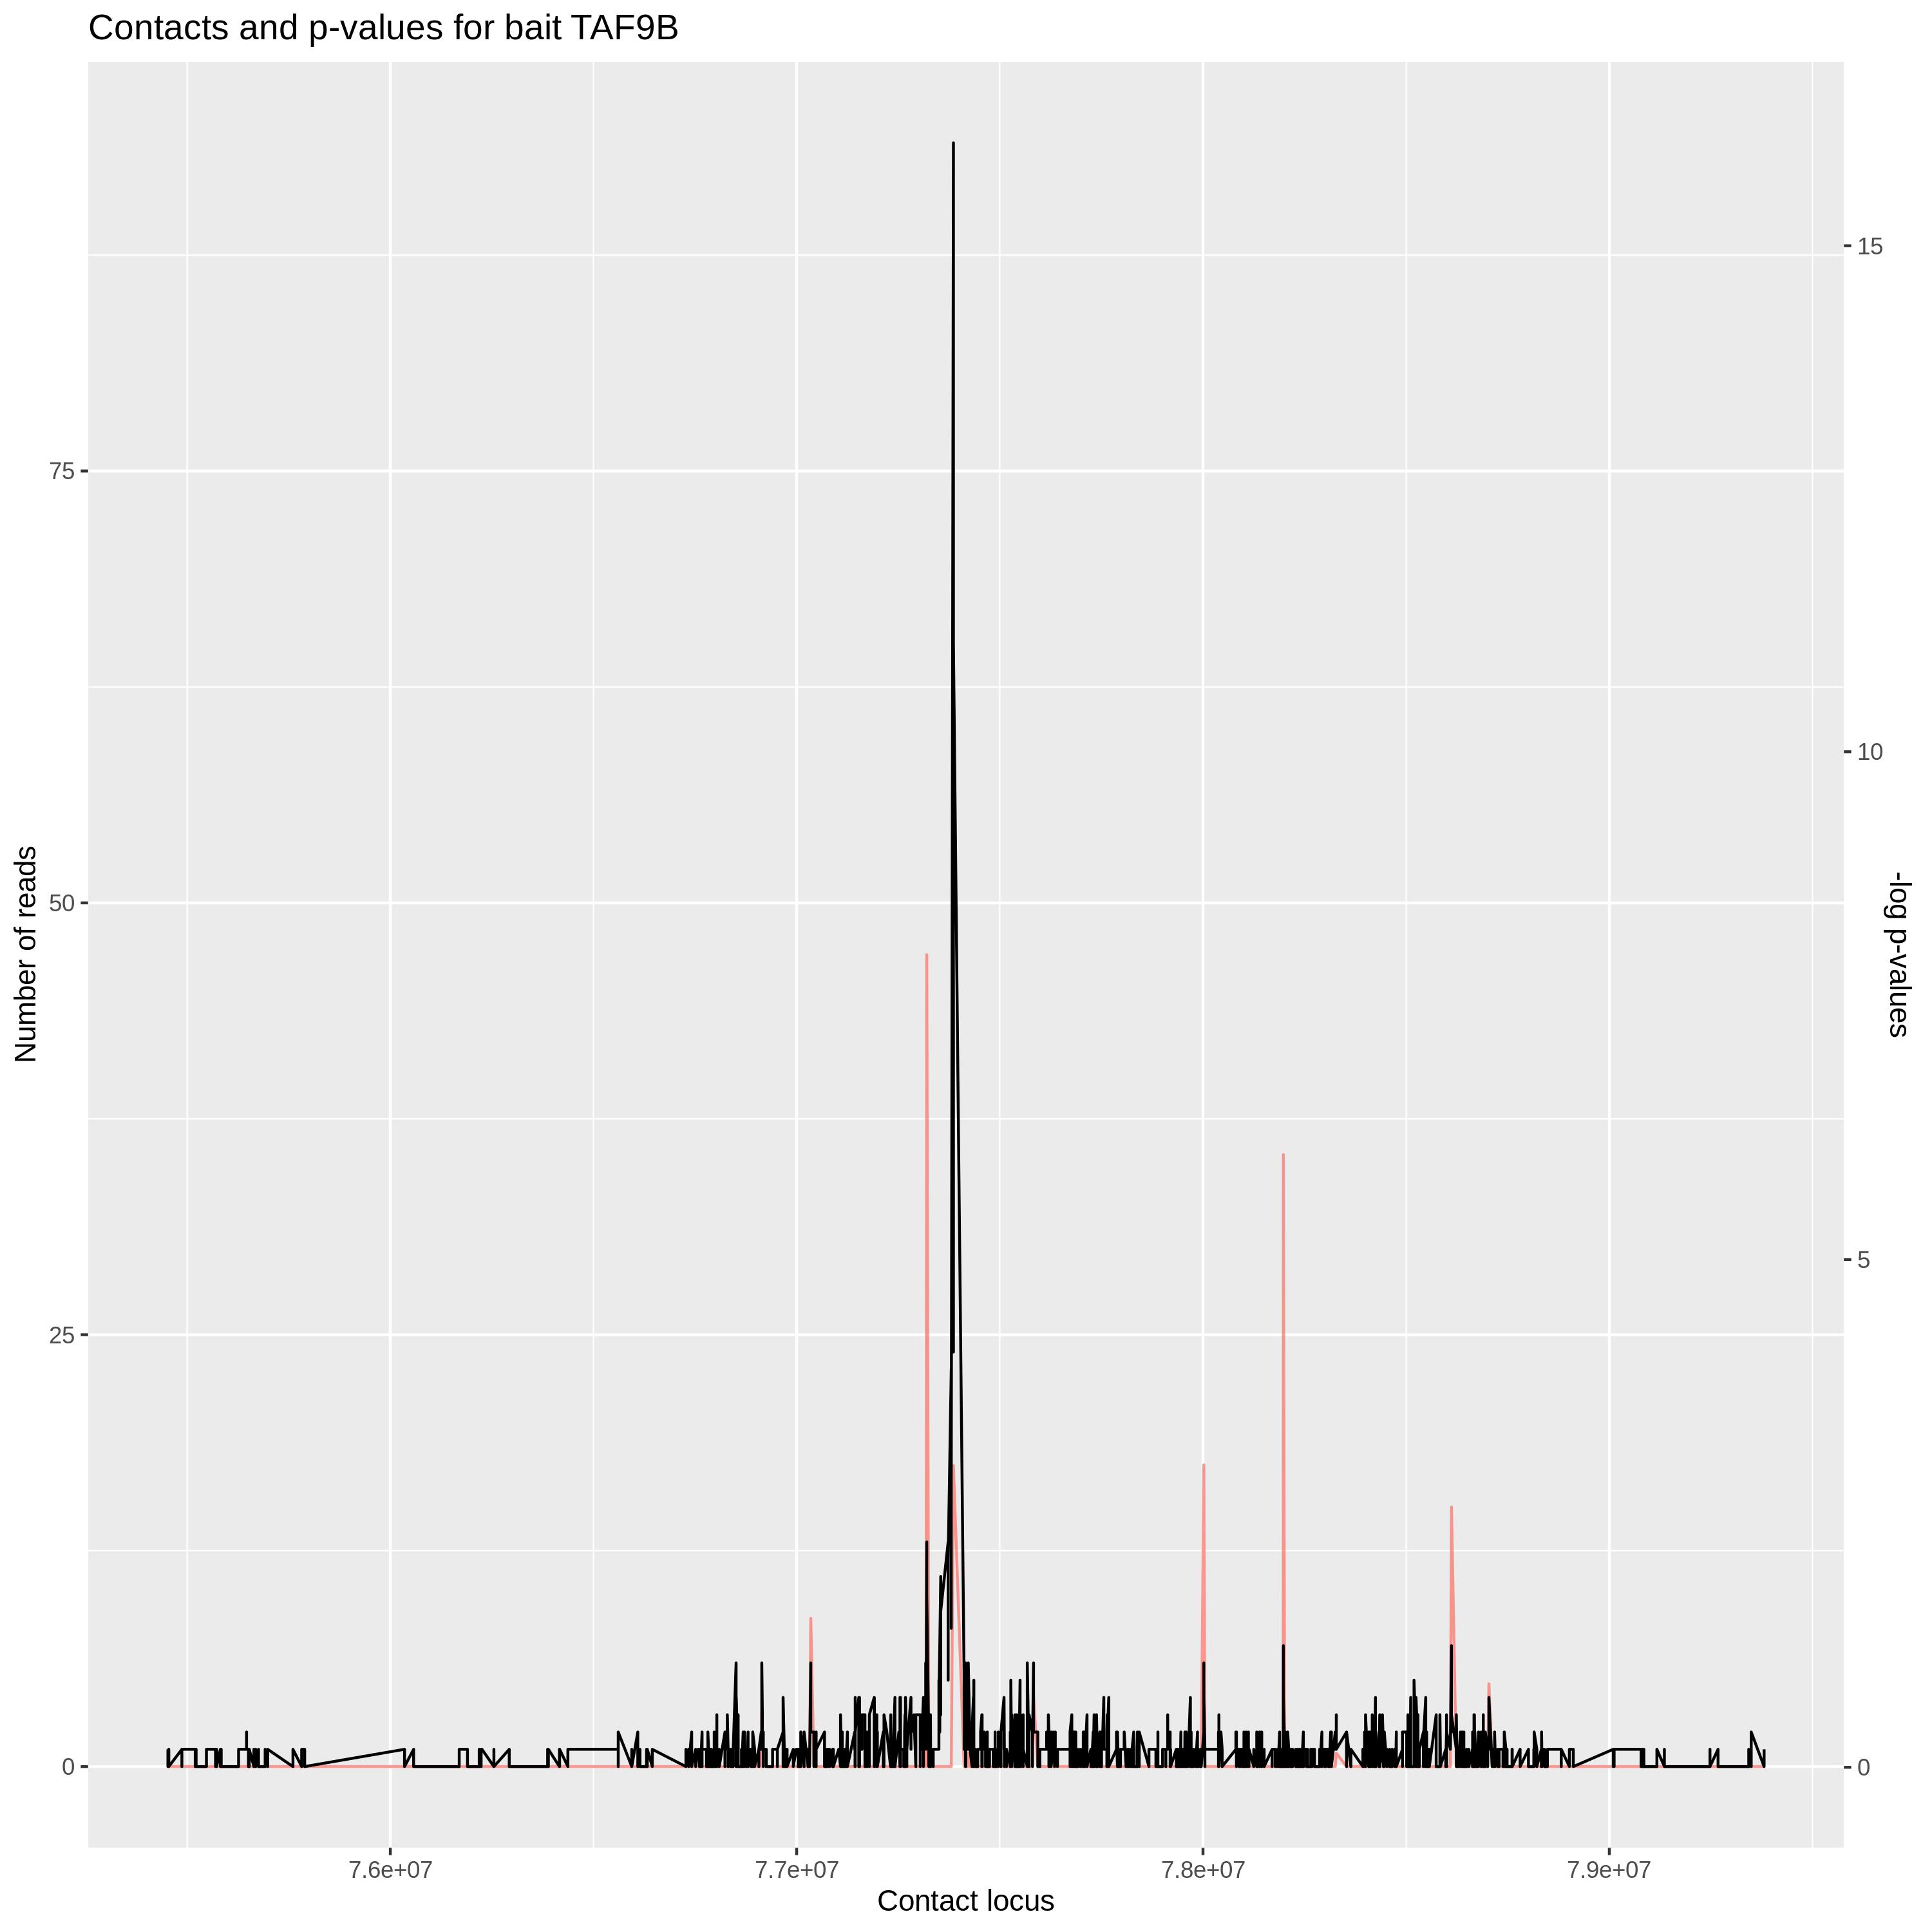 Contacts and p-values for bait TAF9B
15
75
10
50
Number of reads
-log p-values
5
25
0
0
7.6e+07 7.7e+07 7.8e+07 7.9e+07
Contact locus